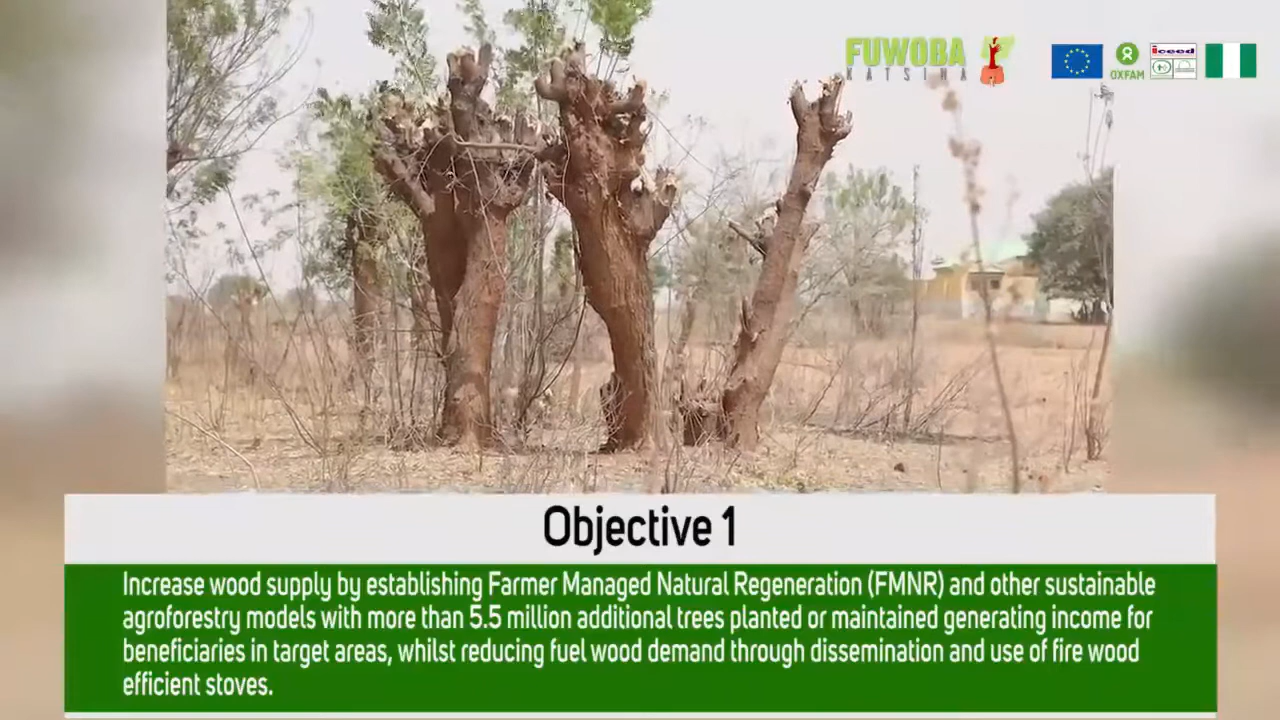 FUWOBA
KATSINA
OXFAM
iceed
Objective 1
Increase wood supply by establishing Farmer Managed Natural Regeneration (FMNR) and other sustainable
agroforestry models with more than 5.5 million additional trees planted or maintained generating income for
beneficiaries in target areas, whilst reducing fuel wood demand through dissemination and use of fire wood
efficient stoves.